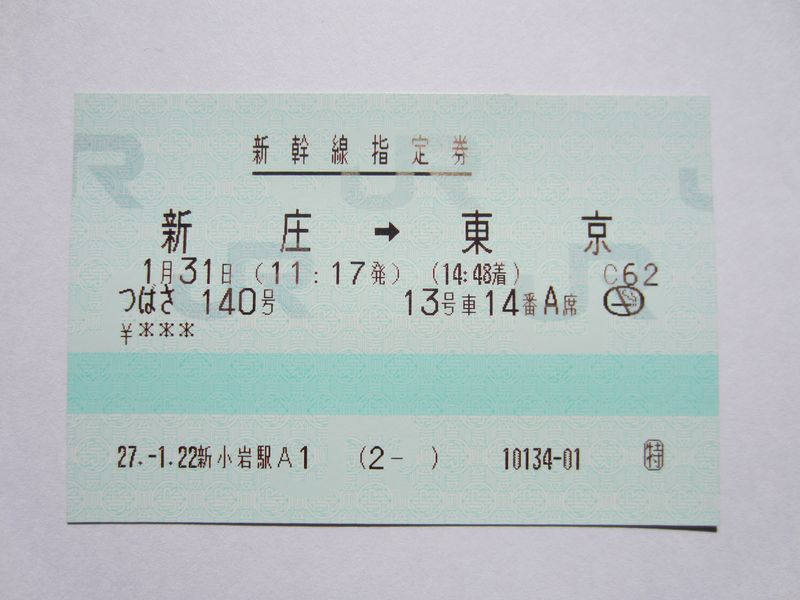 新幹線指定券
新庄 → 東京
1月31日 (11:17発) (14:48着) C62
つばさ 140号 13号車14番A席
¥***
27.-1.22新小岩駅A1 (2- ) 10134-01 特